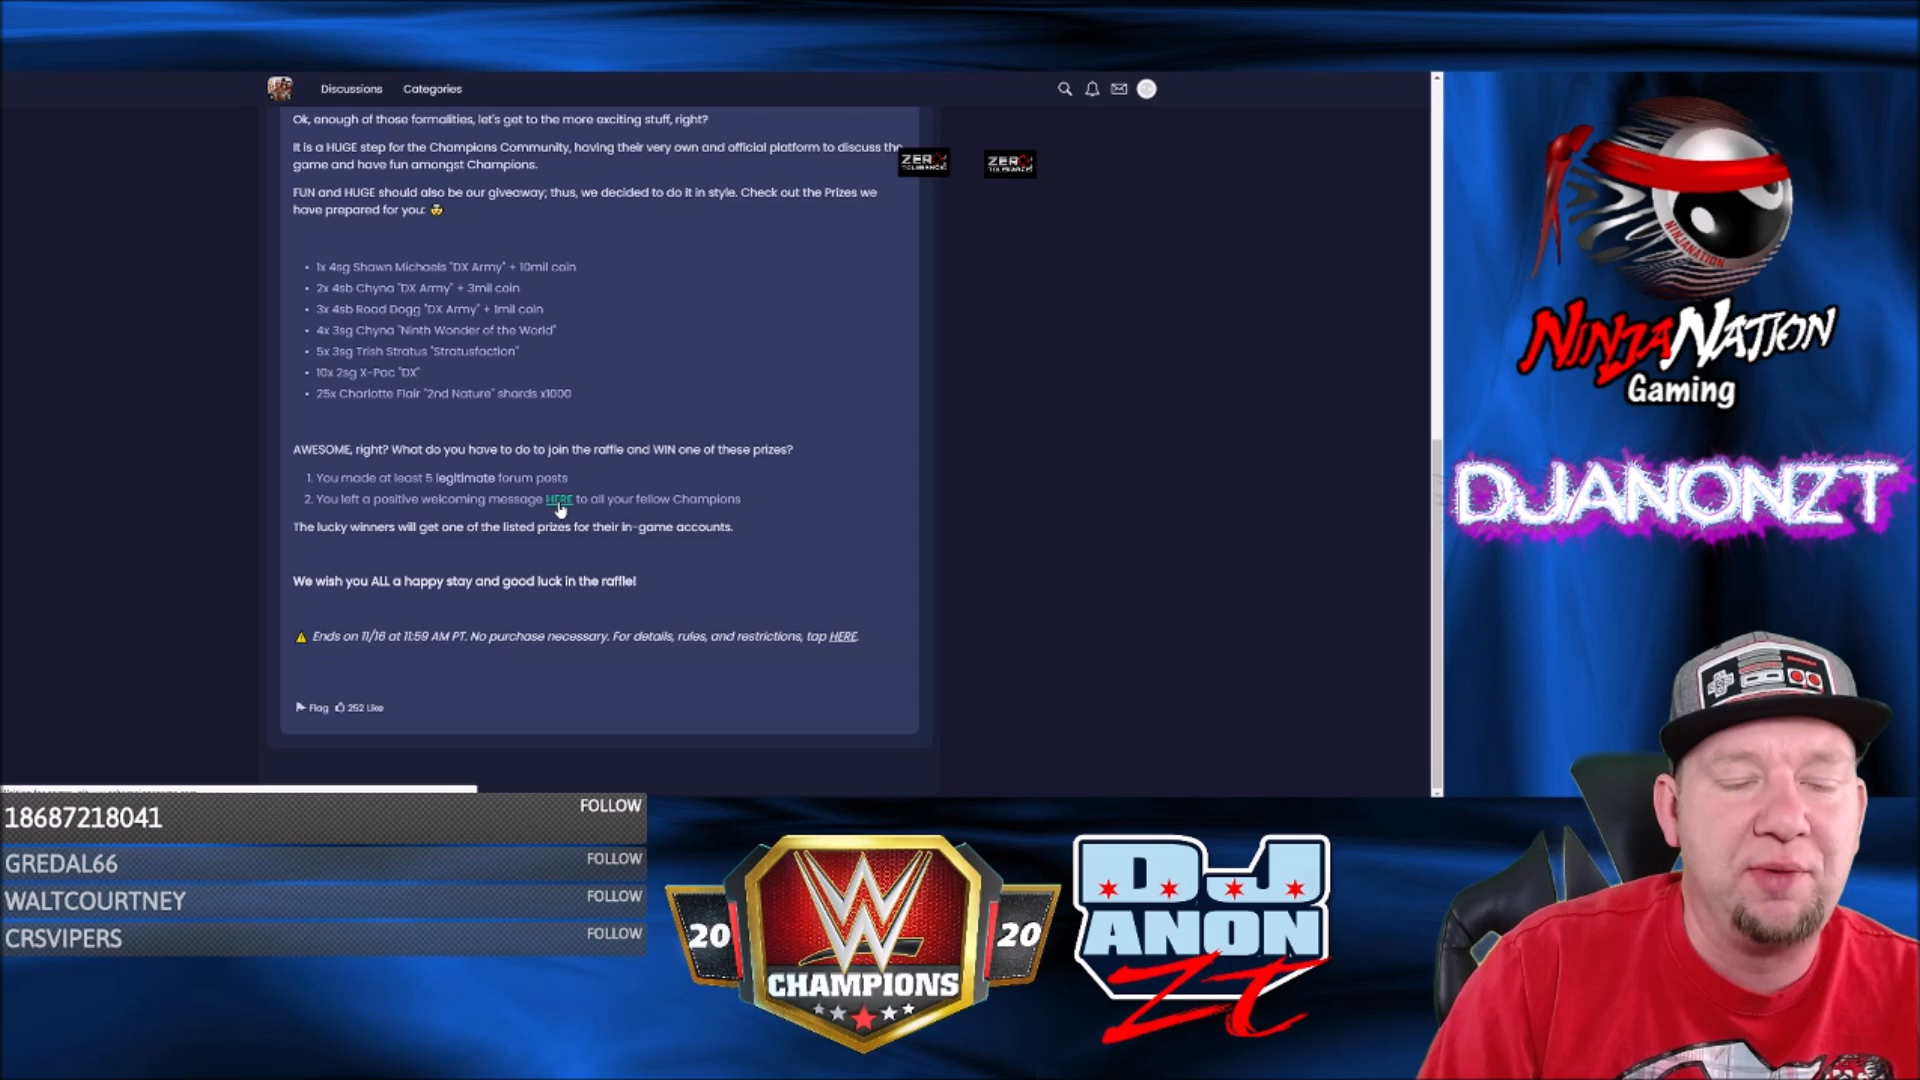 Discussions Categories
Ok, enough of those formalities, let's get to the more exciting stuff, right?
It is a HUGE step for the Champions Community, having their very own and official platform to discuss the
game and have fun amongst Champions.
ZERO
TOLERANCE!
ZERO
TOLERANCE!
FUN and HUGE should also be our giveaway; thus, we decided to do it in style. Check out the Prizes we
have prepared for you:
• 1x 4sg Shawn Michaels "DX Army" + 10mil coin
• 2x 4sb Chyna "DX Army" + 3mil coin
• 3x 4sb Road Dogg "DX Army" + 1mil coin
• 4x 3sg Chyna "Ninth Wonder of the World"
• 5x 3sg Trish Stratus "Stratusfaction"
• 10x 2sg X-Pac "DX"
• 25x Charlotte Flair "2nd Nature" shards x1000
AWESOME, right? What do you have to do to join the raffle and WIN one of these prizes?
1. You made at least 5 legitimate forum posts
2. You left a positive welcoming message HERE to all your fellow Champions
The lucky winners will get one of the listed prizes for their in-game accounts.
We wish you ALL a happy stay and good luck in the raffle!
Ends on 11/16 at 11:59 AM PT. No purchase necessary. For details, rules, and restrictions, tap HERE.
Flag 252 Like
NINJANATION
NINJANATION
Gaming
DJANONZT
18687218041 FOLLOW
GREDAL66 FOLLOW
WALTCOURTNEY FOLLOW
CRSVIPERS FOLLOW
20 W 20
CHAMPIONS
DJ
ANON
ZT